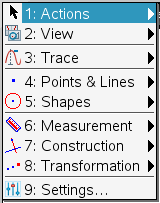 1: Actions
2: View
3: Trace
4: Points & Lines
5: Shapes
6: Measurement
7: Construction
8: Transformation
9: Settings...